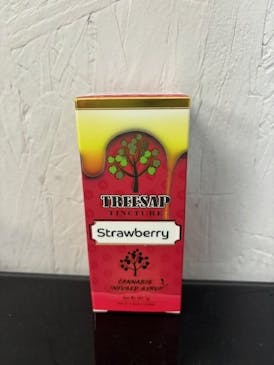 TREESAP
TINCTURE
Strawberry
CANNABIS
INFUSED SYRUP